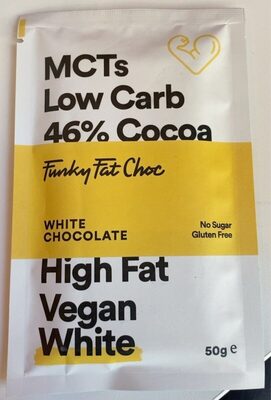 MCTs
Low Carb
46% Cocoa
Funky Fat Choc
WHITE
CHOCOLATE
No Sugar
Gluten Free
High Fat
Vegan
White
50g e